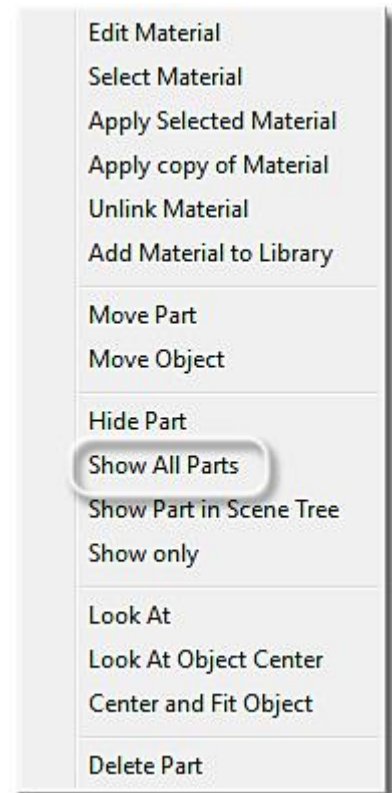 Edit Material
Select Material
Apply Selected Material
Apply copy of Material
Unlink Material
Add Material to Library
Move Part
Move Object
Hide Part
Show All Parts
Show Part in Scene Tree
Show only
Look At
Look At Object Center
Center and Fit Object
Delete Part